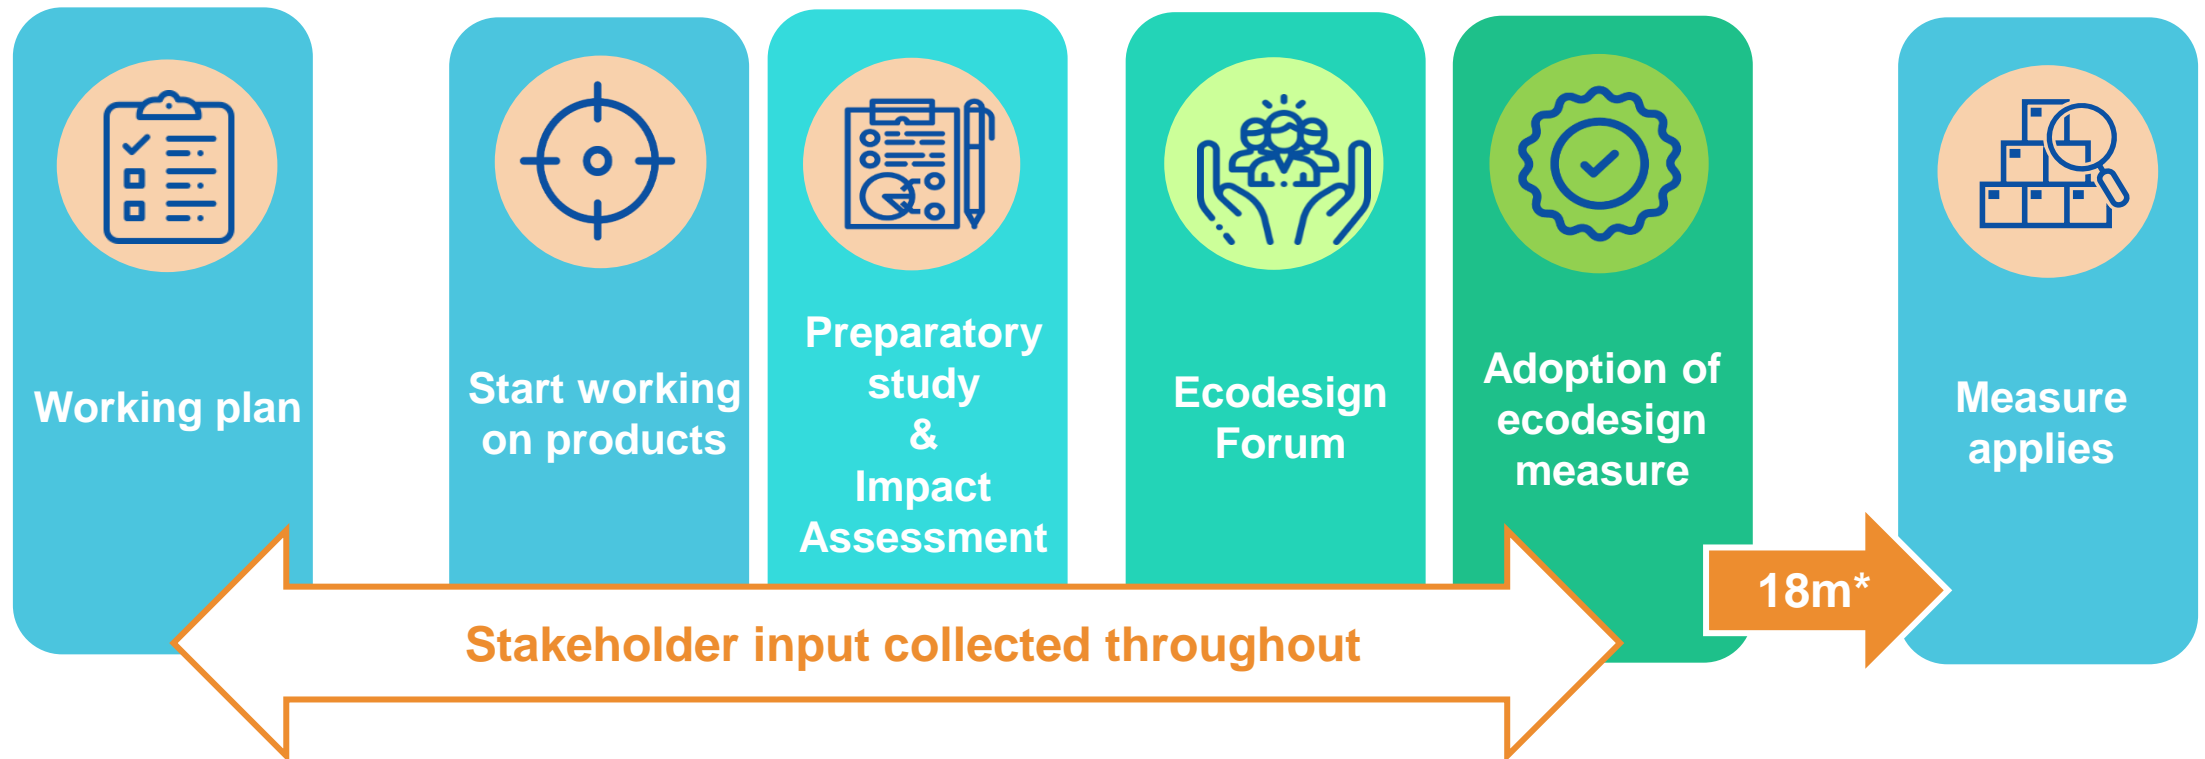 Working plan
Start working
on products
Preparatory
study
&
Impact
Assessment
Ecodesign
Forum
Adoption of
ecodesign
measure
Measure
applies
18m*
Stakeholder input collected throughout